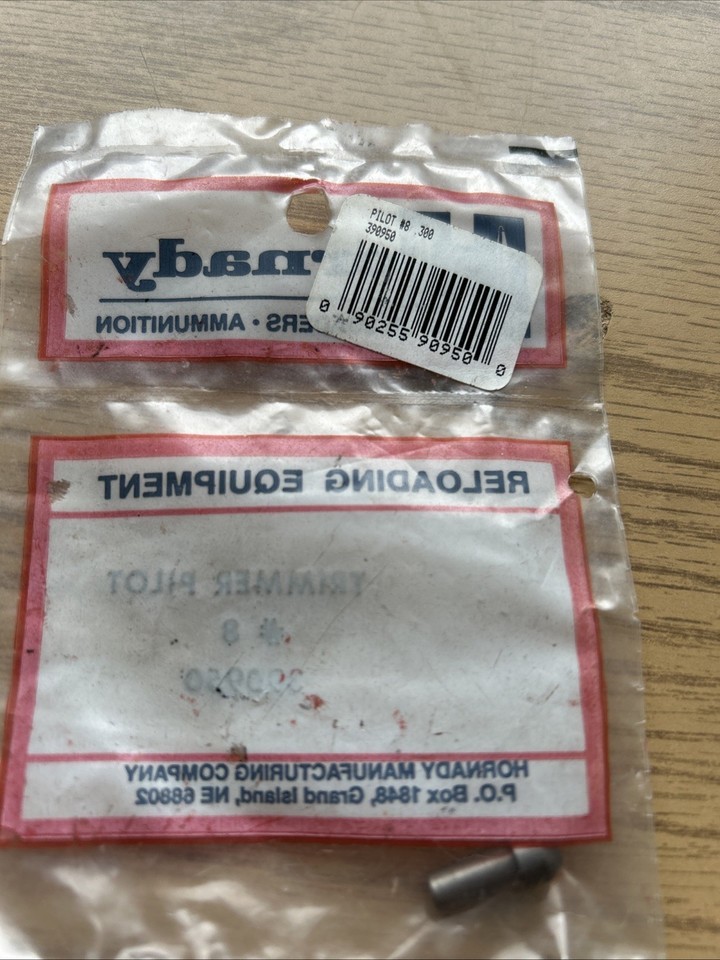 PILOT #8 .300
390950
0 90255 90950 0
rnady
ERS • AMMUNITION
RELOADING EQUIPMENT
TRIMMER PILOT
# 8
390950
HORNADY MANUFACTURING COMPANY
P.O. Box 1848, Grand Island, NE 68802